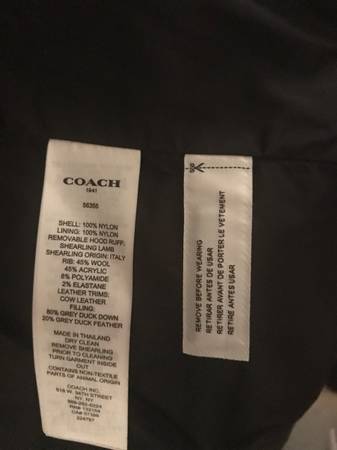 COACH
1941
56355
SHELL: 100% NYLON
LINING: 100% NYLON
REMOVABLE HOOD RUFF:
SHEARLING LAMB
SHEARLING ORIGIN: ITALY
RIB: 45% WOOL
45% ACRYLIC
8% POLYAMIDE
2% ELASTANE
LEATHER TRIMS:
COW LEATHER
FILLING:
80% GREY DUCK DOWN
20% GREY DUCK FEATHER
MADE IN THAILAND
DRY CLEAN
REMOVE SHEARLING
PRIOR TO CLEANING
TURN GARMENT INSIDE
OUT
CONTAINS NON-TEXTILE
PARTS OF ANIMAL ORIGIN
COACH INC.
516 W. 34TH STREET
NY, NY
REMOVE BEFORE WEARING
RETIRAR ANTES DE USAR
RETIRER AVANT DE PORTER LE VETEMENT
RETIRE ANTES USAR